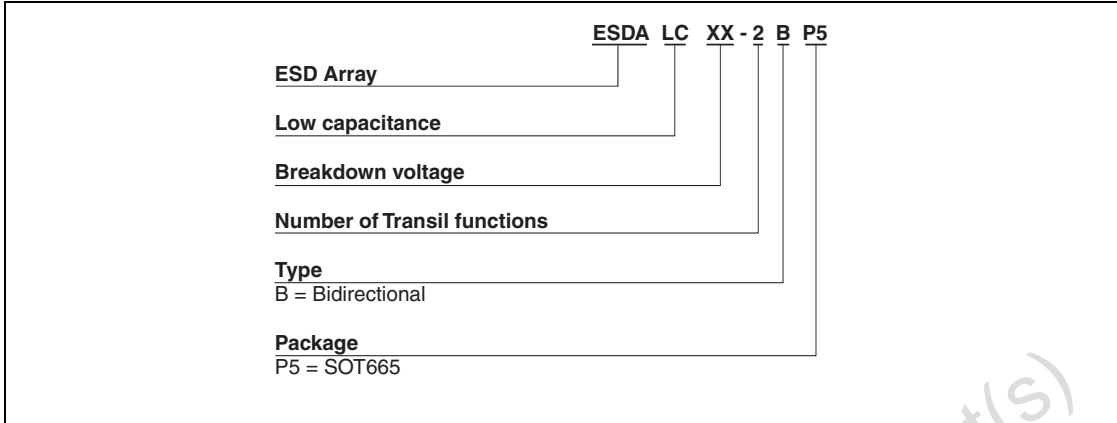 ESDA LC XX - 2 B P5
ESD Array
Low capacitance
Breakdown voltage
Number of Transil functions
Type
B = Bidirectional
Package
P5 = SOT665
t(s)